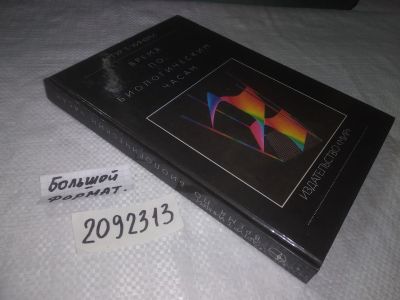 ВРЕМЯ
ПО
БИОЛОГИЧЕСКИМ
ЧАСАМ
ИЗДАТЕЛЬСТВО «МИР»
Большой
формат.
2092313